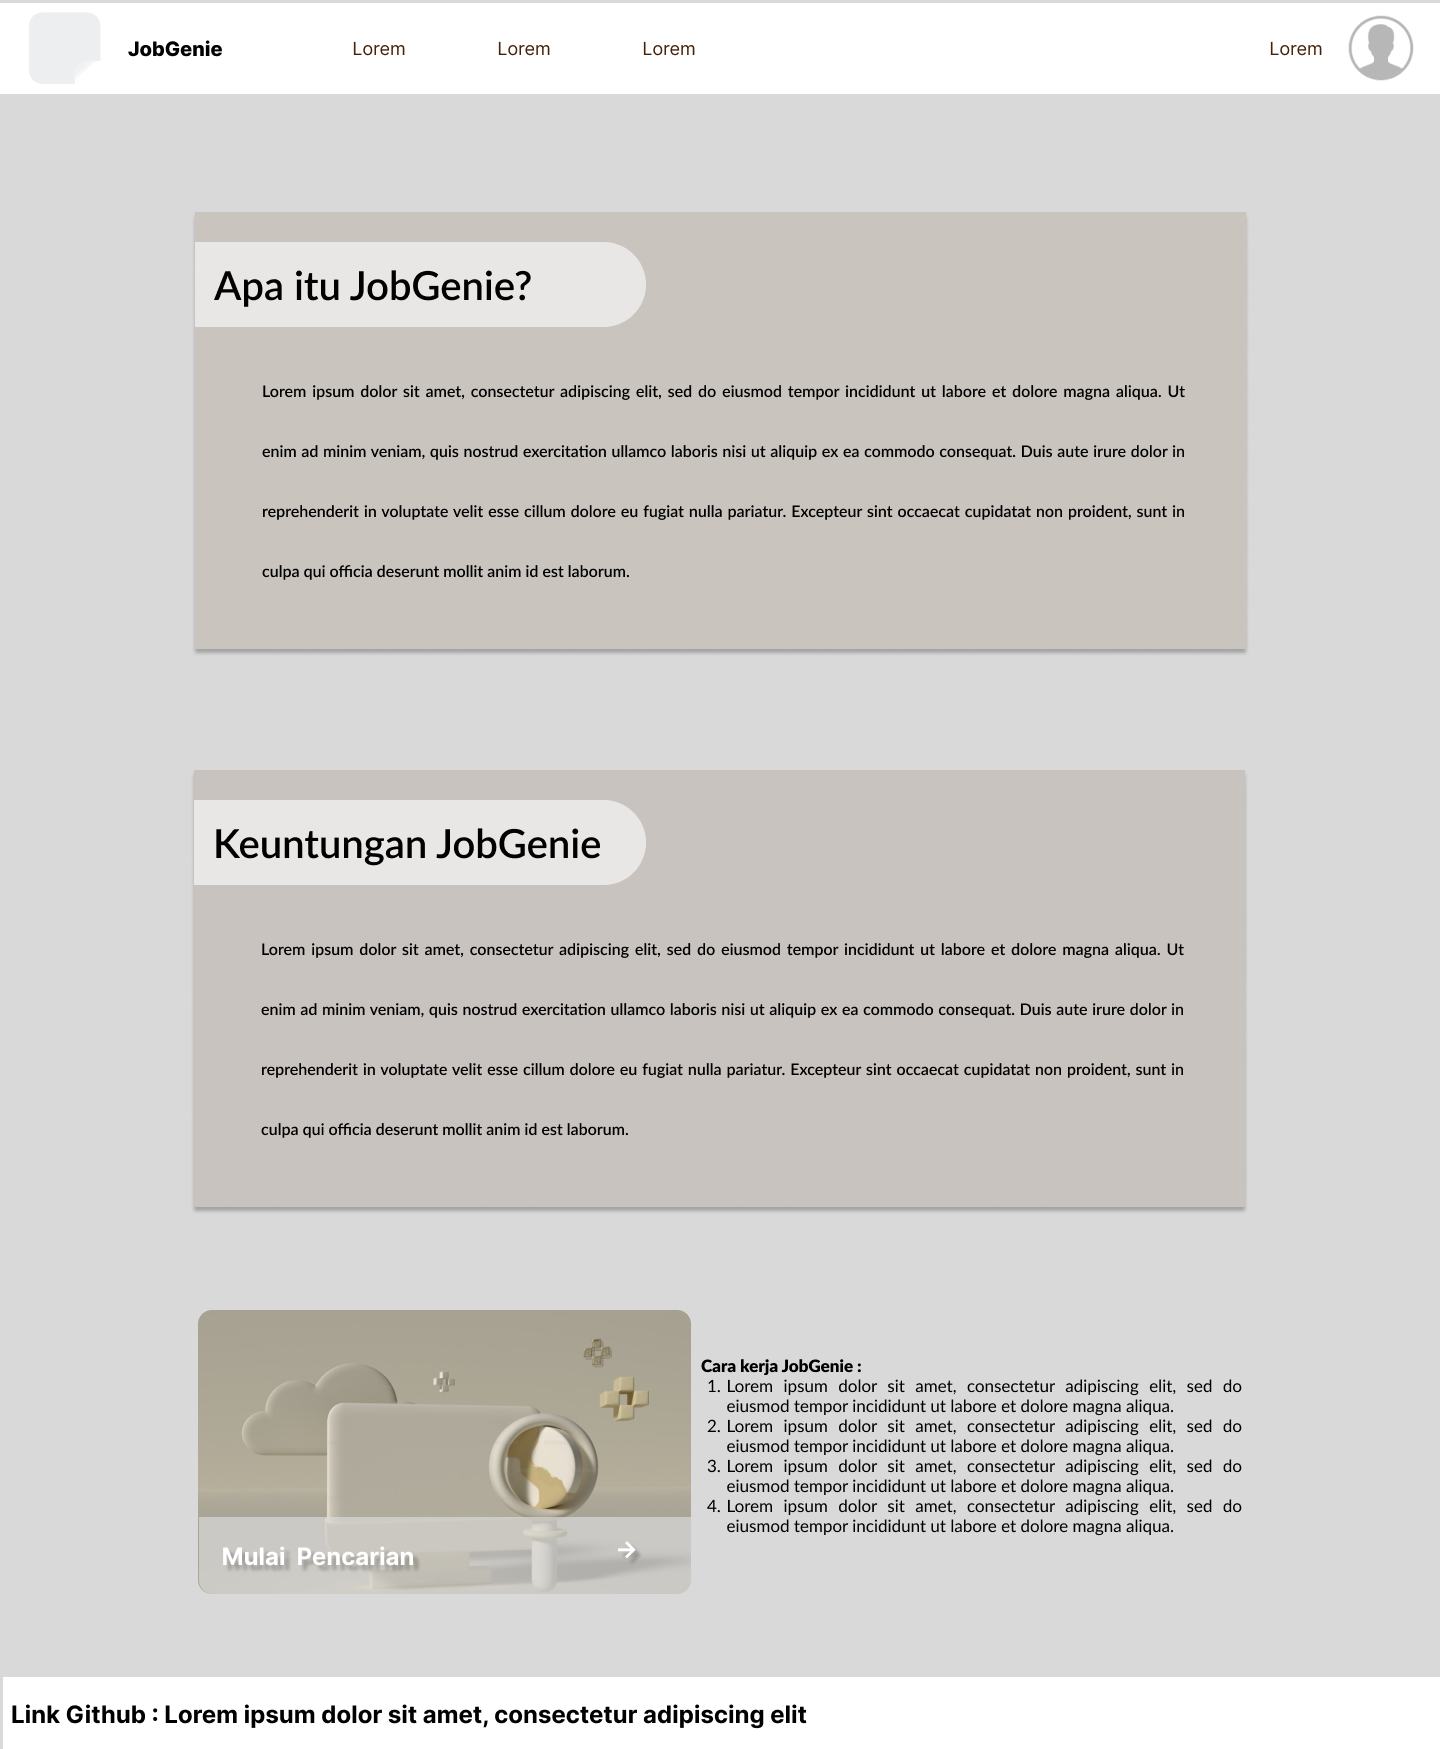 JobGenie
Lorem
Lorem
Lorem
Lorem
Apa itu JobGenie?
Lorem ipsum dolor sit amet, consectetur adipiscing elit, sed do eiusmod tempor incididunt ut labore et dolore magna aliqua. Ut
enim ad minim veniam, quis nostrud exercitation ullamco laboris nisi ut aliquip ex ea commodo consequat. Duis aute irure dolor in
reprehenderit in voluptate velit esse cillum dolore eu fugiat nulla pariatur. Excepteur sint occaecat cupidatat non proident, sunt in
culpa qui officia deserunt mollit anim id est laborum.
Keuntungan JobGenie
Lorem ipsum dolor sit amet, consectetur adipiscing elit, sed do eiusmod tempor incididunt ut labore et dolore magna aliqua. Ut
enim ad minim veniam, quis nostrud exercitation ullamco laboris nisi ut aliquip ex ea commodo consequat. Duis aute irure dolor in
reprehenderit in voluptate velit esse cillum dolore eu fugiat nulla pariatur. Excepteur sint occaecat cupidatat non proident, sunt in
culpa qui officia deserunt mollit anim id est laborum.
Mulai Pencarian
Cara kerja JobGenie :
1. Lorem ipsum dolor sit amet, consectetur adipiscing elit, sed do
eiusmod tempor incididunt ut labore et dolore magna aliqua.
2. Lorem ipsum dolor sit amet, consectetur adipiscing elit, sed do
eiusmod tempor incididunt ut labore et dolore magna aliqua.
3. Lorem ipsum dolor sit amet, consectetur adipiscing elit, sed do
eiusmod tempor incididunt ut labore et dolore magna aliqua.
4. Lorem ipsum dolor sit amet, consectetur adipiscing elit, sed do
eiusmod tempor incididunt ut labore et dolore magna aliqua.
Link Github : Lorem ipsum dolor sit amet, consectetur adipiscing elit